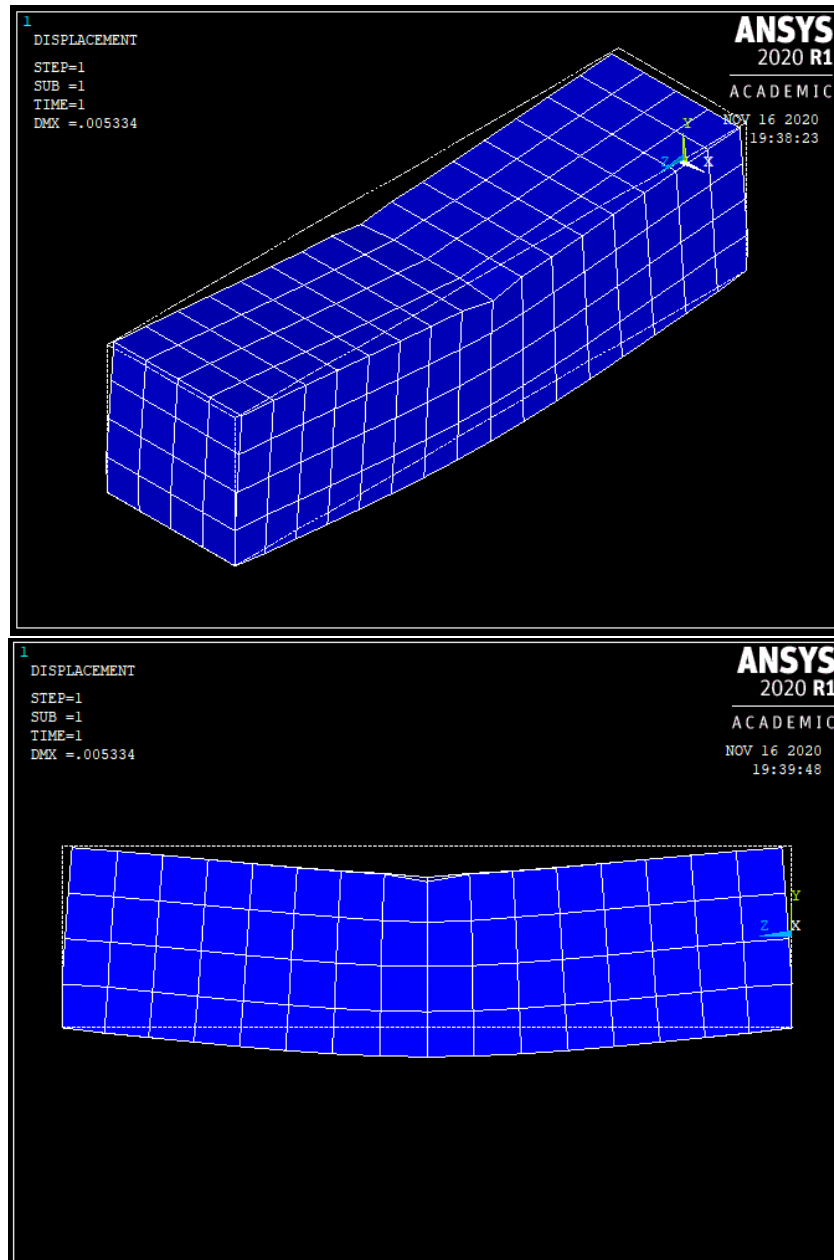 1
DISPLACEMENT
STEP=1
SUB =1
TIME=1
DMX =.005334
ANSYS
2020 R1
ACADEMIC
NOV 16 2020
19:38:23
Y
Z X
1
DISPLACEMENT
STEP=1
SUB =1
TIME=1
DMX =.005334
ANSYS
2020 R1
ACADEMIC
NOV 16 2020
19:39:48
Y
Z X